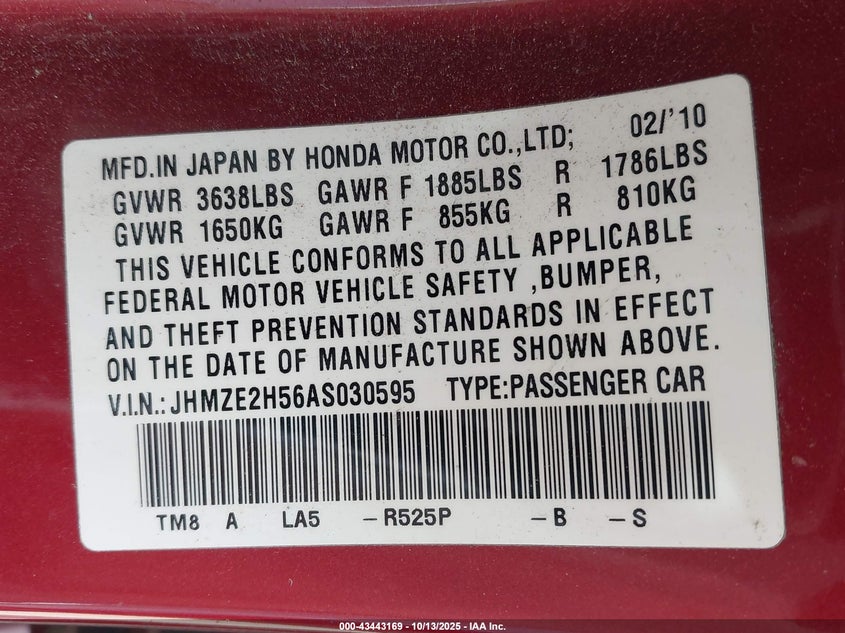 MFD.IN JAPAN BY HONDA MOTOR CO.,LTD; 02/'10
GVWR 3638LBS GAWR F 1885LBS R 1786LBS
GVWR 1650KG GAWR F 855KG R 810KG
THIS VEHICLE CONFORMS TO ALL APPLICABLE
FEDERAL MOTOR VEHICLE SAFETY ,BUMPER,
AND THEFT PREVENTION STANDARDS IN EFFECT
ON THE DATE OF MANUFACTURE SHOWN ABOVE.
V.I.N.: JHMZE2H56AS030595 TYPE:PASSENGER CAR
TM8 A LA5 –R525P –B –S
000-43443169 - 10/13/2025 - IAA Inc.